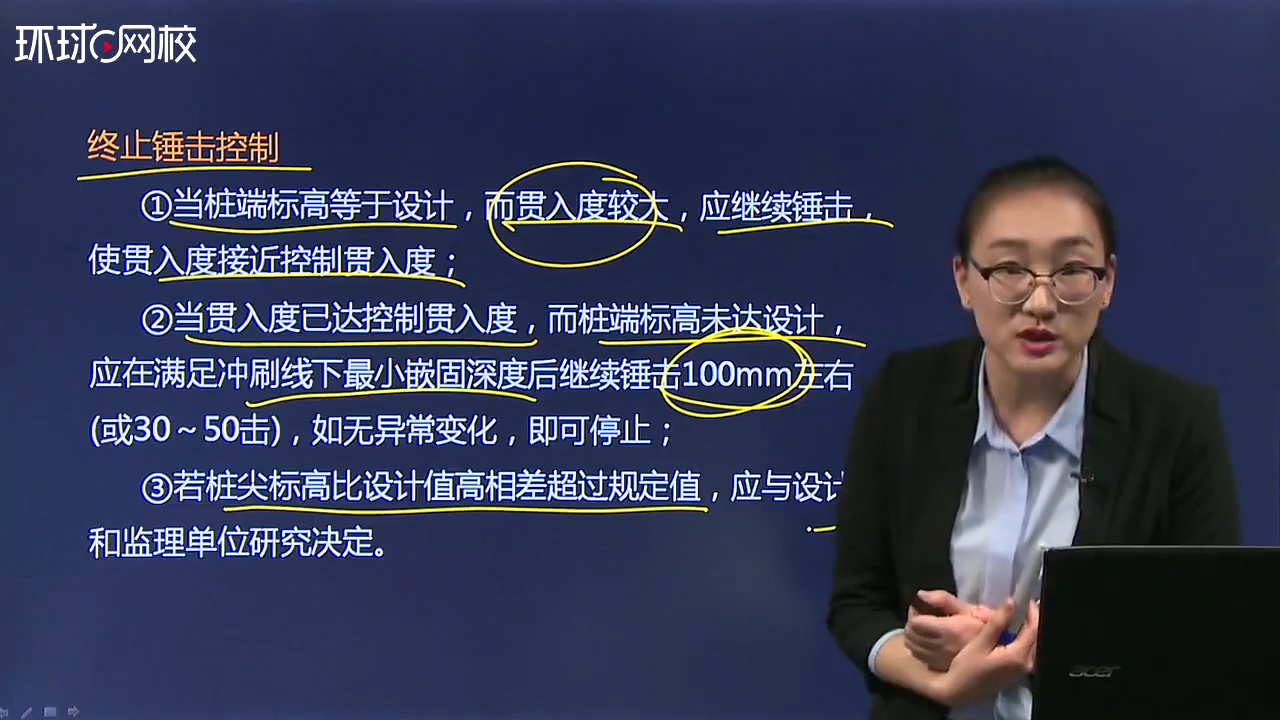 环球网校
终止锤击控制
①当桩端标高等于设计，而贯入度较大，应继续锤击，
使贯入度接近控制贯入度；
②当贯入度已达控制贯入度，而桩端标高未达设计，
应在满足冲刷线下最小嵌固深度后继续锤击100mm左右
(或30～50击)，如无异常变化，即可停止；
③若桩尖标高比设计值高相差超过规定值，应与设计
和监理单位研究决定。
acer